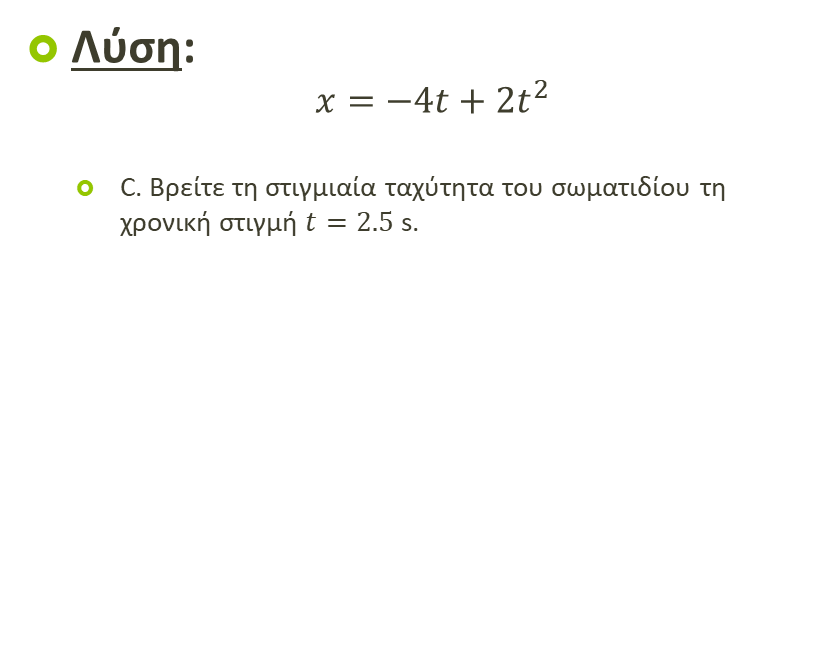 Λύση:
x = −4t + 2t²
C. Βρείτε τη στιγμιαία ταχύτητα του σωματιδίου τη
χρονική στιγμή t = 2.5 s.